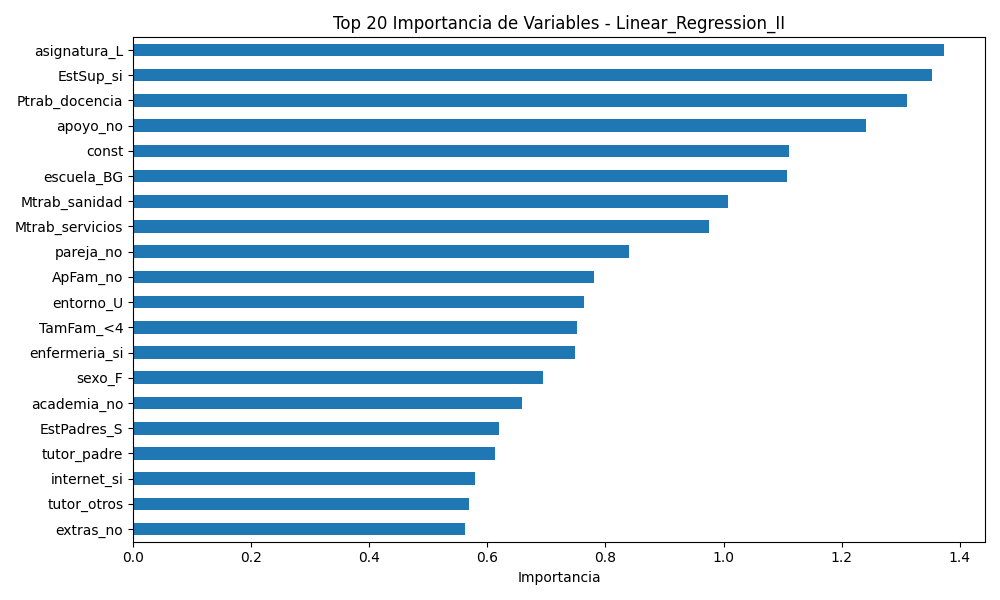 Top 20 Importancia de Variables - Linear_Regression_II
asignatura_L
EstSup_si
Ptrab_docencia
apoyo_no
const
escuela_BG
Mtrab_sanidad
Mtrab_servicios
pareja_no
ApFam_no
entorno_U
TamFam_<4
enfermeria_si
sexo_F
academia_no
EstPadres_S
tutor_padre
internet_si
tutor_otros
extras_no
0.0 0.2 0.4 0.6 0.8 1.0 1.2 1.4
Importancia